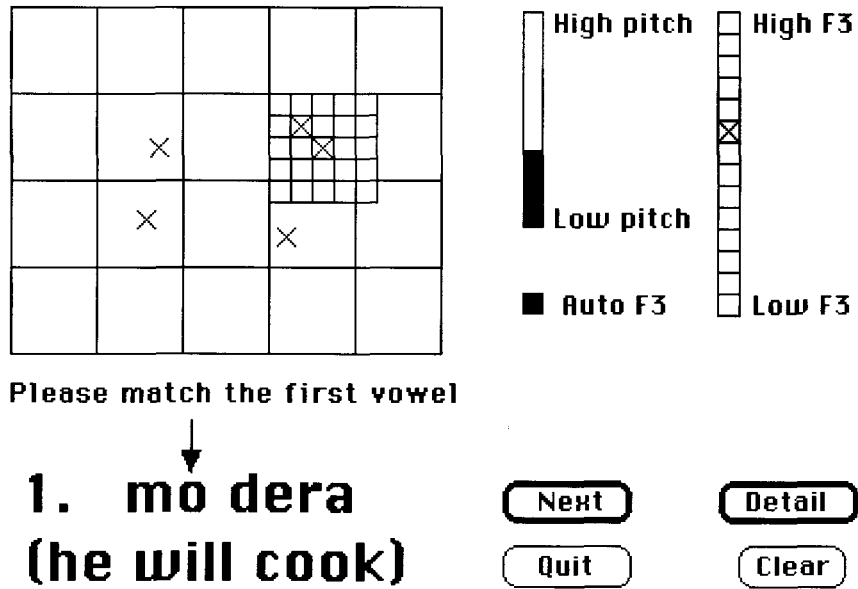 High pitch
High F3
Low pitch
Auto F3
Low F3
Please match the first vowel
1. mo dera
(he will cook)
Next
Detail
Quit
Clear